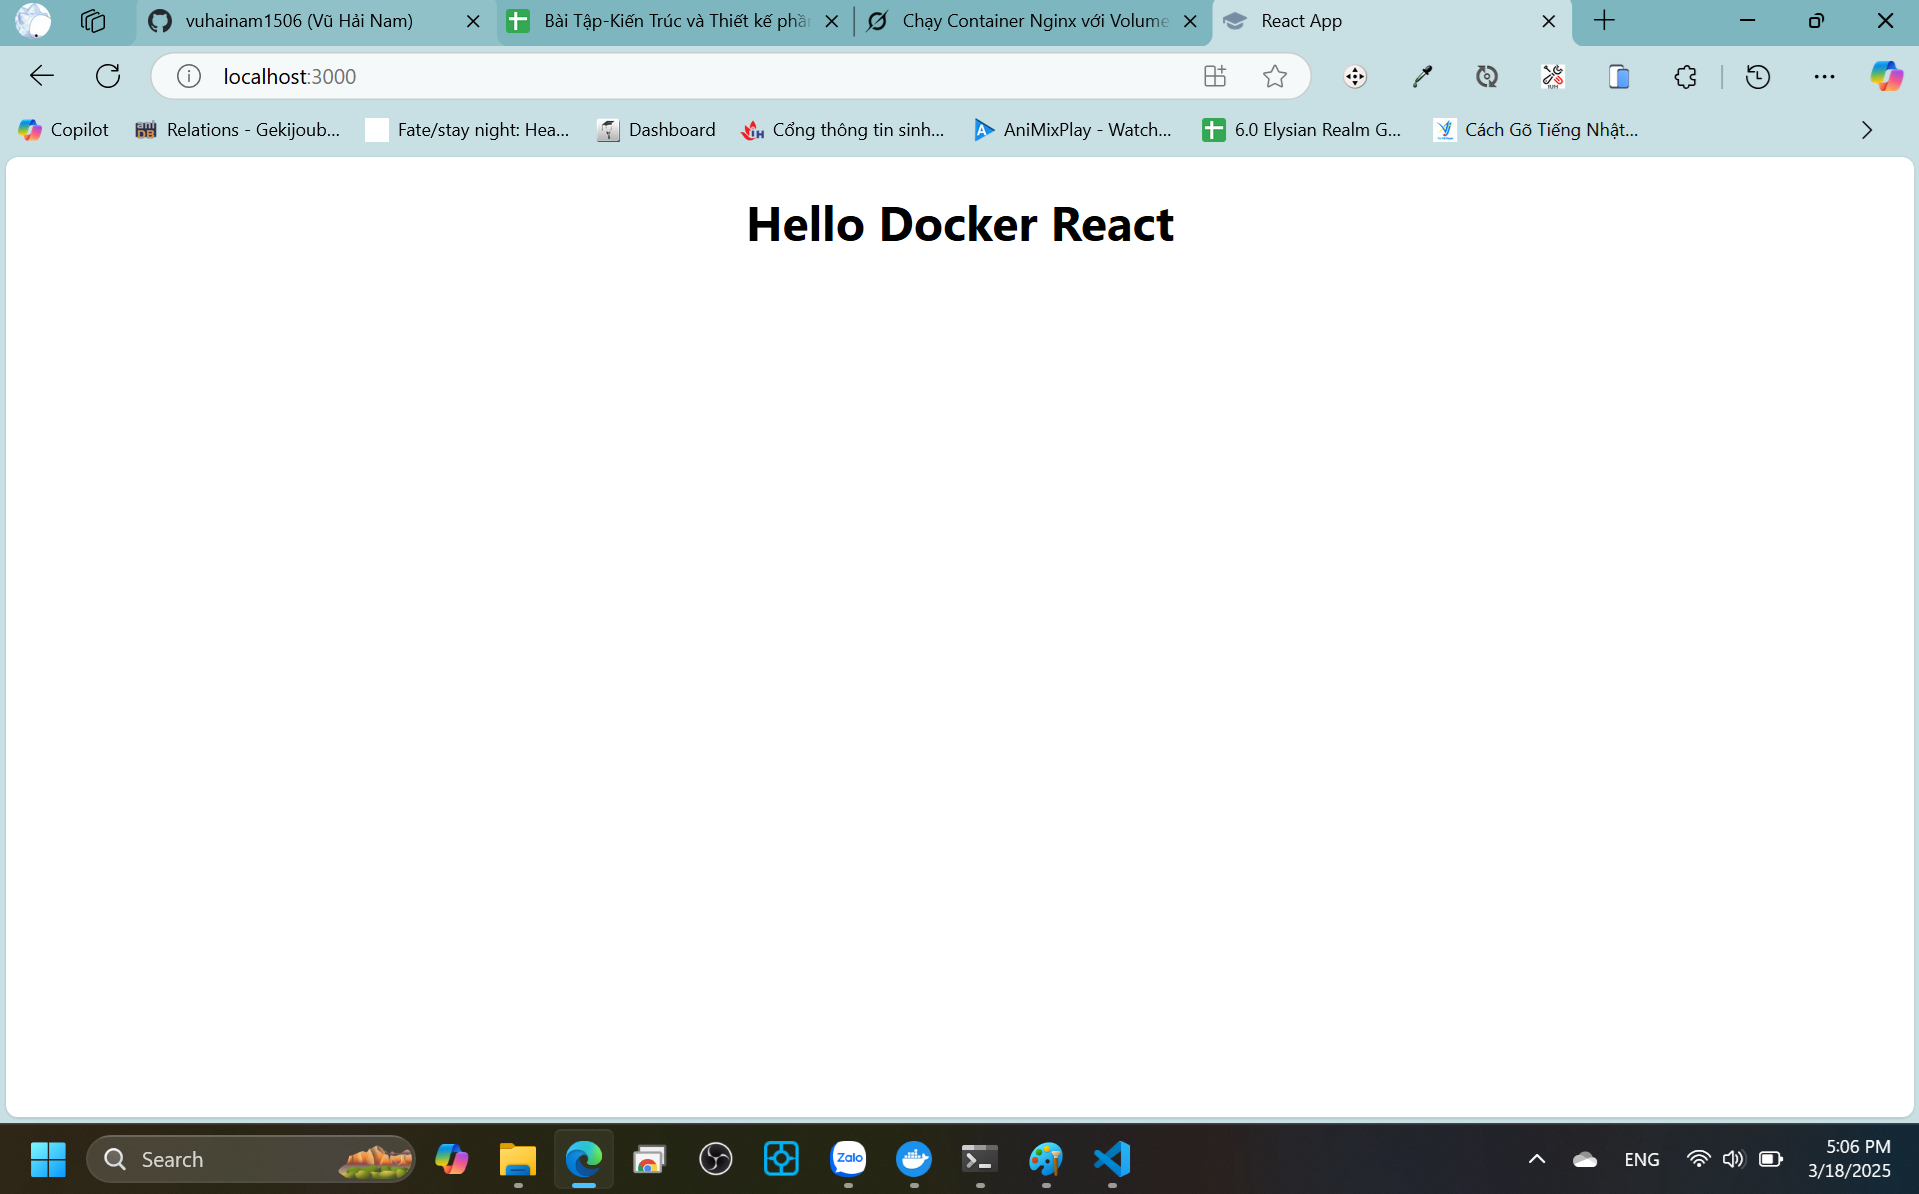 vuhainam1506 (Vũ Hải Nam)
Bài Tập-Kiến Trúc và Thiết kế phần
Chạy Container Nginx với Volume
React App
localhost:3000
Copilot
Relations - Gekijoub...
Fate/stay night: Hea...
Dashboard
Cổng thông tin sinh...
AniMixPlay - Watch...
6.0 Elysian Realm G...
Cách Gõ Tiếng Nhật...
Hello Docker React
Search
Zalo
ENG
5:06 PM
3/18/2025